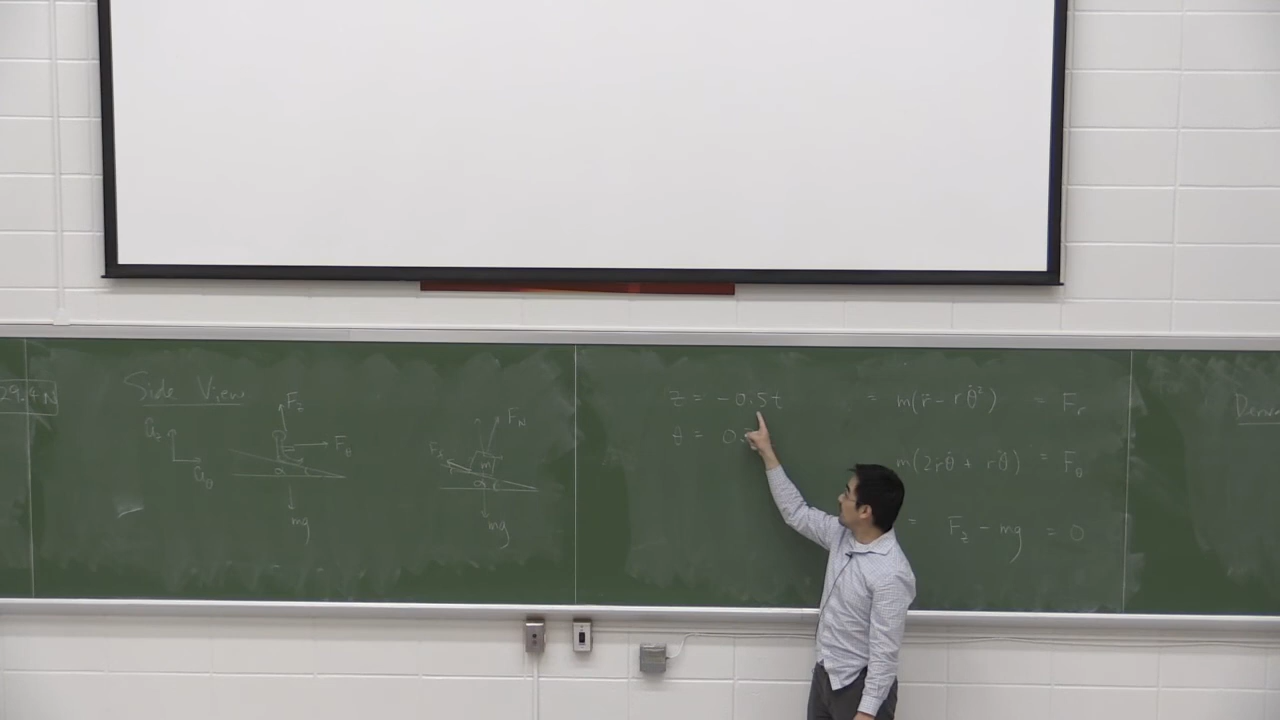 29.4 N
Side View
F_z
F_θ
mg
F_N
m
α
mg
z = -0.5t
θ = 0.
= m(r̈ - rθ̇²) = F_r
m(2ṙθ̇ + rθ̈) = F_θ
= F_z - mg = 0